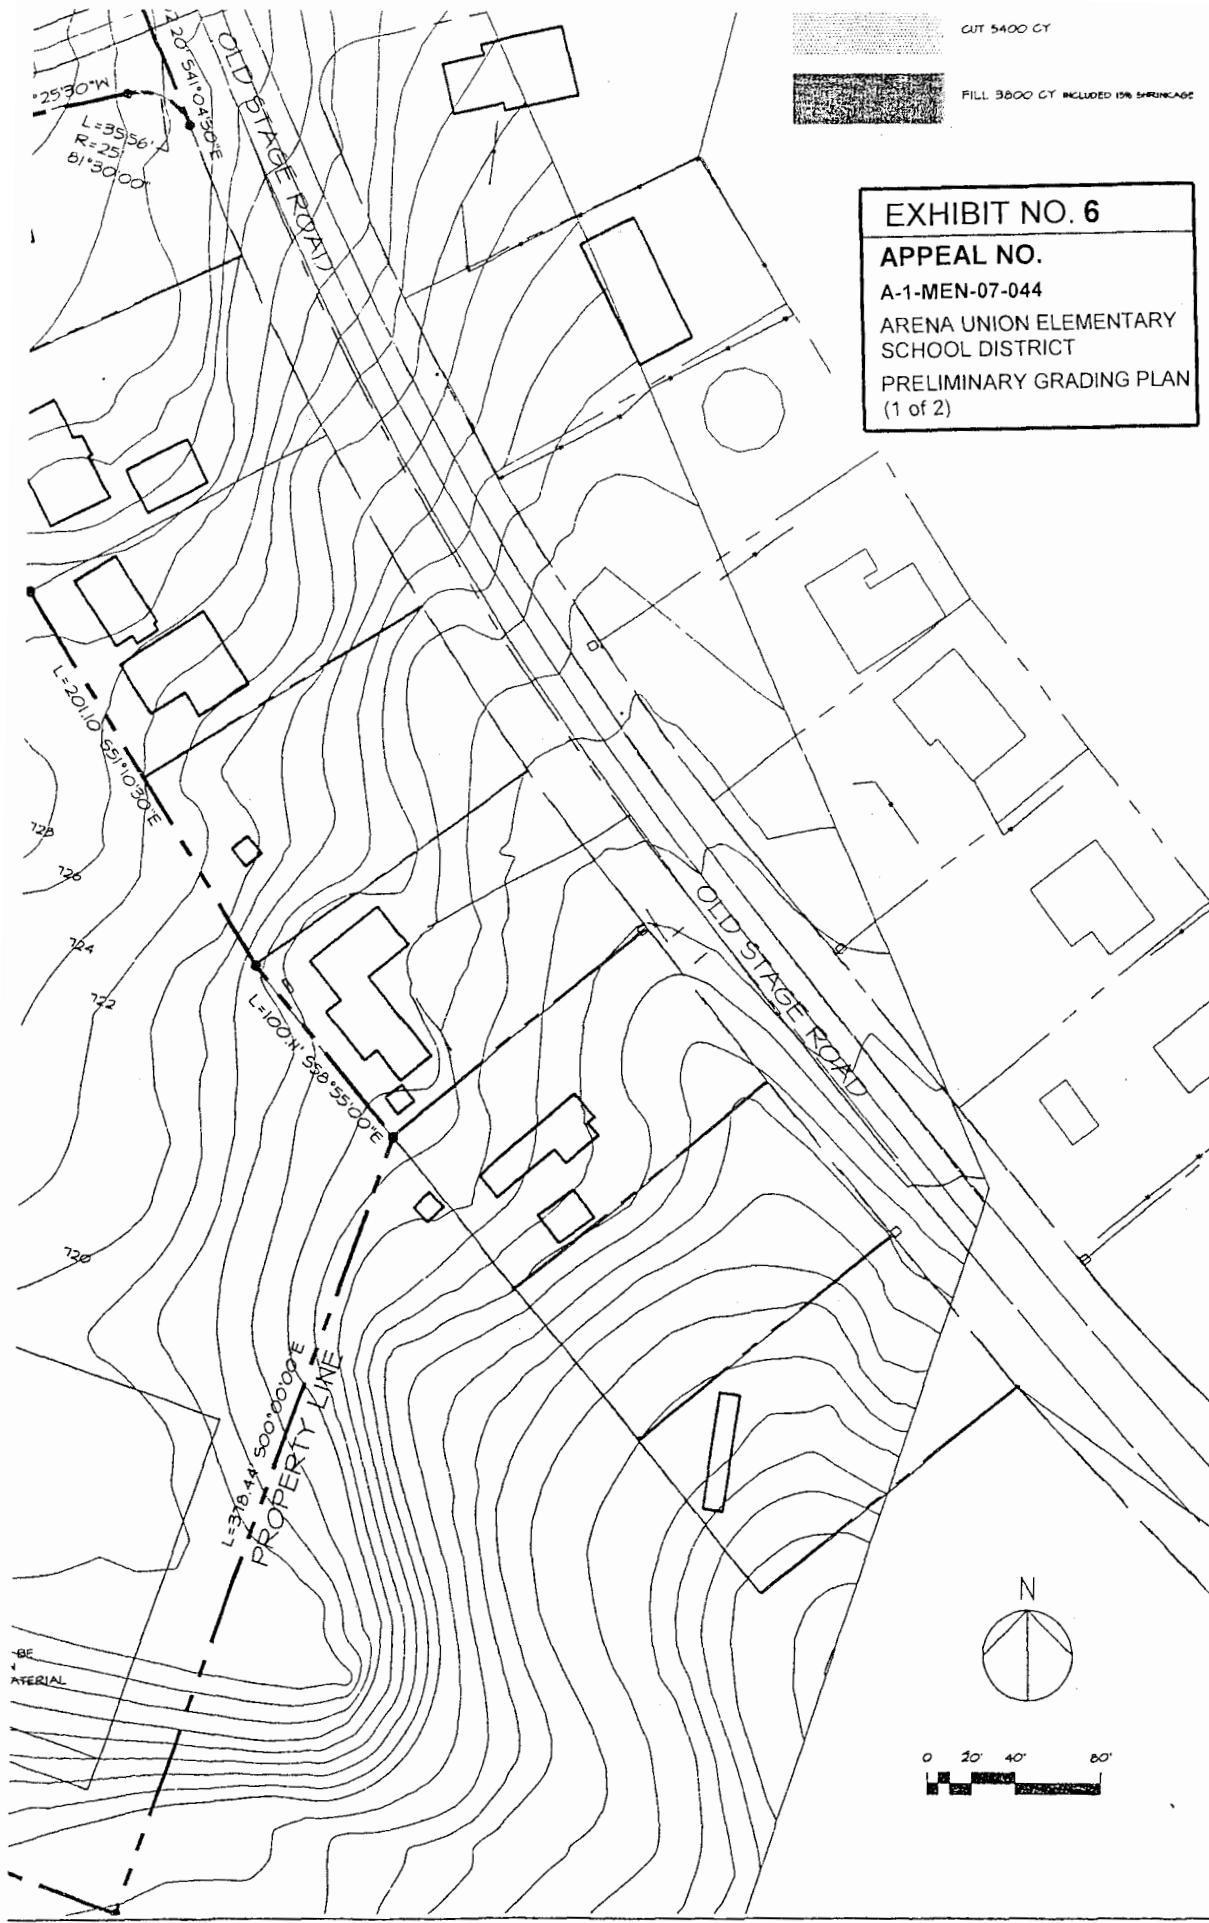 CUT 5400 CY
FILL 3800 CY INCLUDED 15% SHRINKAGE
EXHIBIT NO. 6
APPEAL NO.
A-1-MEN-07-044
ARENA UNION ELEMENTARY
SCHOOL DISTRICT
PRELIMINARY GRADING PLAN
(1 of 2)
OLD STAGE ROAD
S41°04'30"E
°25'30"W
L=35.56'
R=25'
81°30'00"
L=201.10' S51°10'30"E
728
726
724
722
720
L=100.11' S58°55'00"E
OLD STAGE ROAD
L=378.44' S00°00'00"E
PROPERTY LINE
BE
ATERIAL
N
0 20' 40' 80'